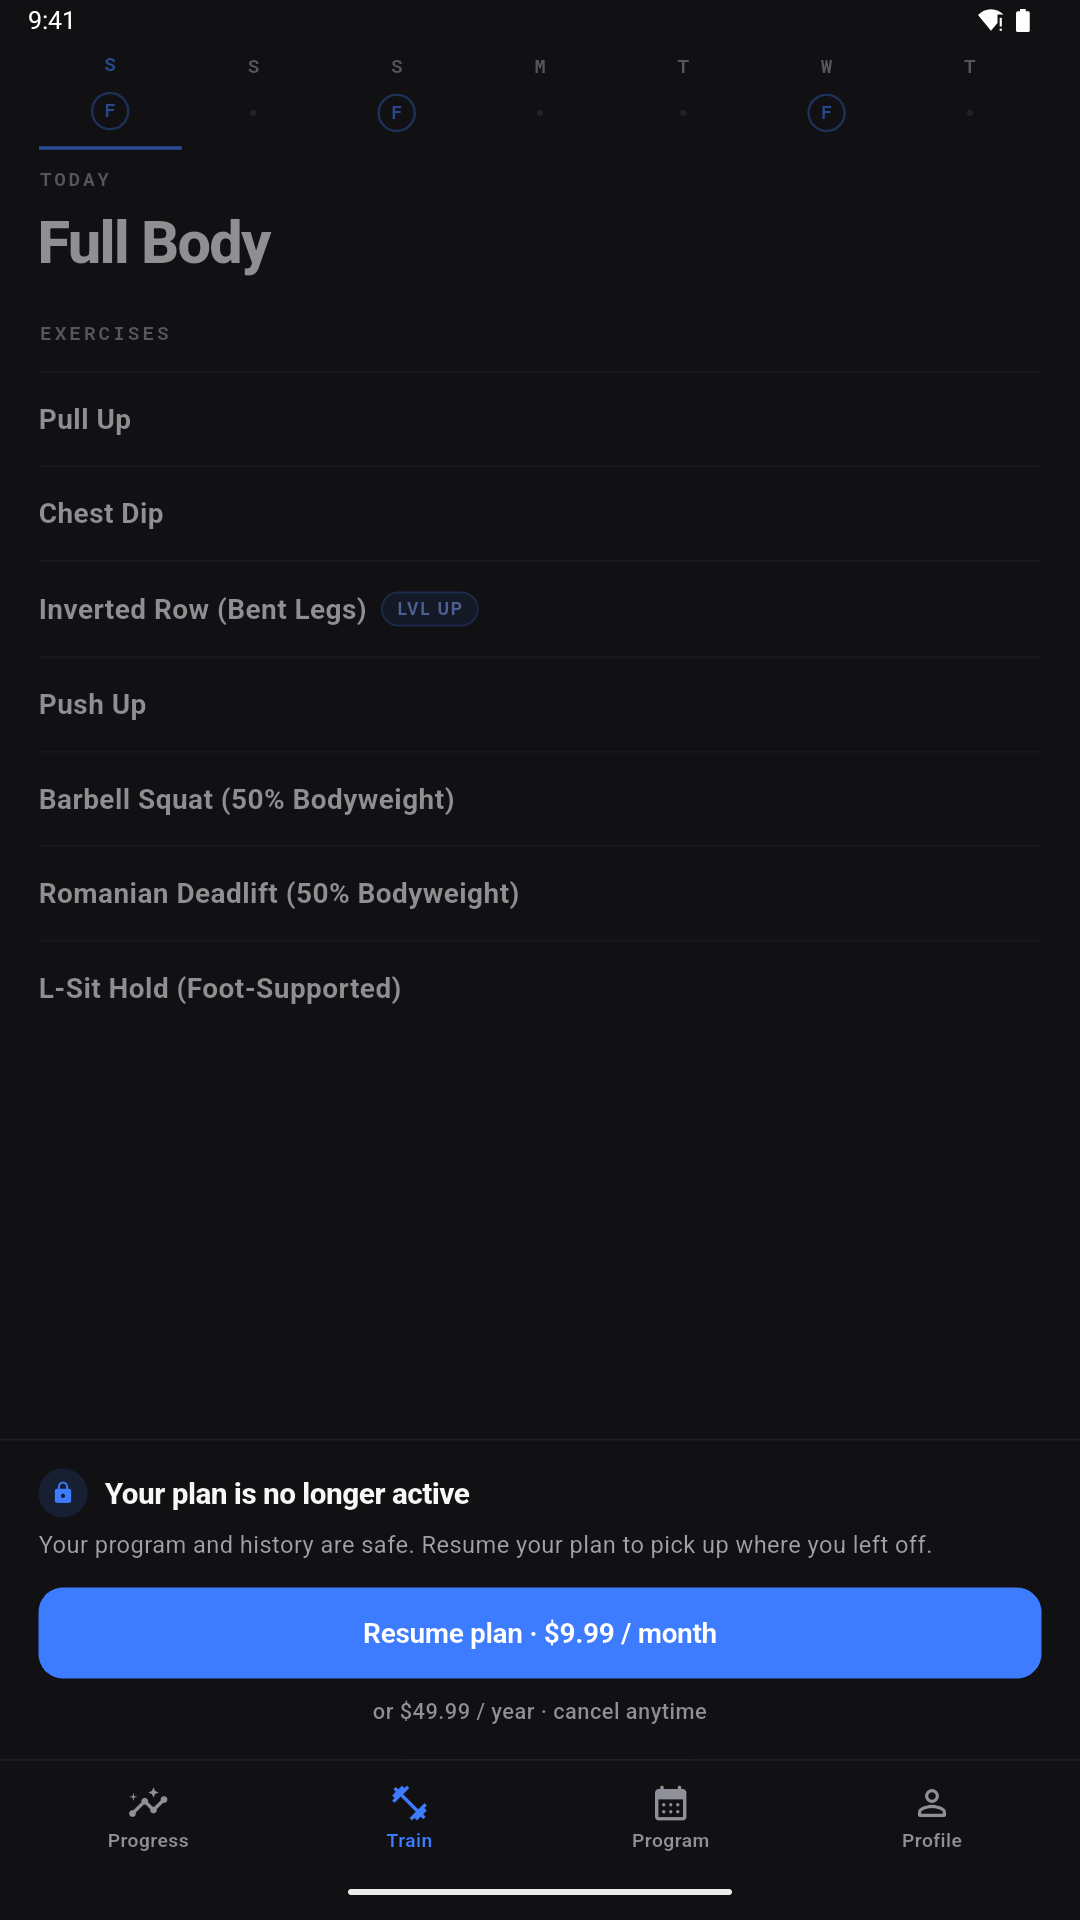 9:41
S S S M T W T
F F F
TODAY
Full Body
EXERCISES
Pull Up
Chest Dip
Inverted Row (Bent Legs) LVL UP
Push Up
Barbell Squat (50% Bodyweight)
Romanian Deadlift (50% Bodyweight)
L-Sit Hold (Foot-Supported)
Your plan is no longer active
Your program and history are safe. Resume your plan to pick up where you left off.
Resume plan · $9.99 / month
or $49.99 / year · cancel anytime
Progress Train Program Profile